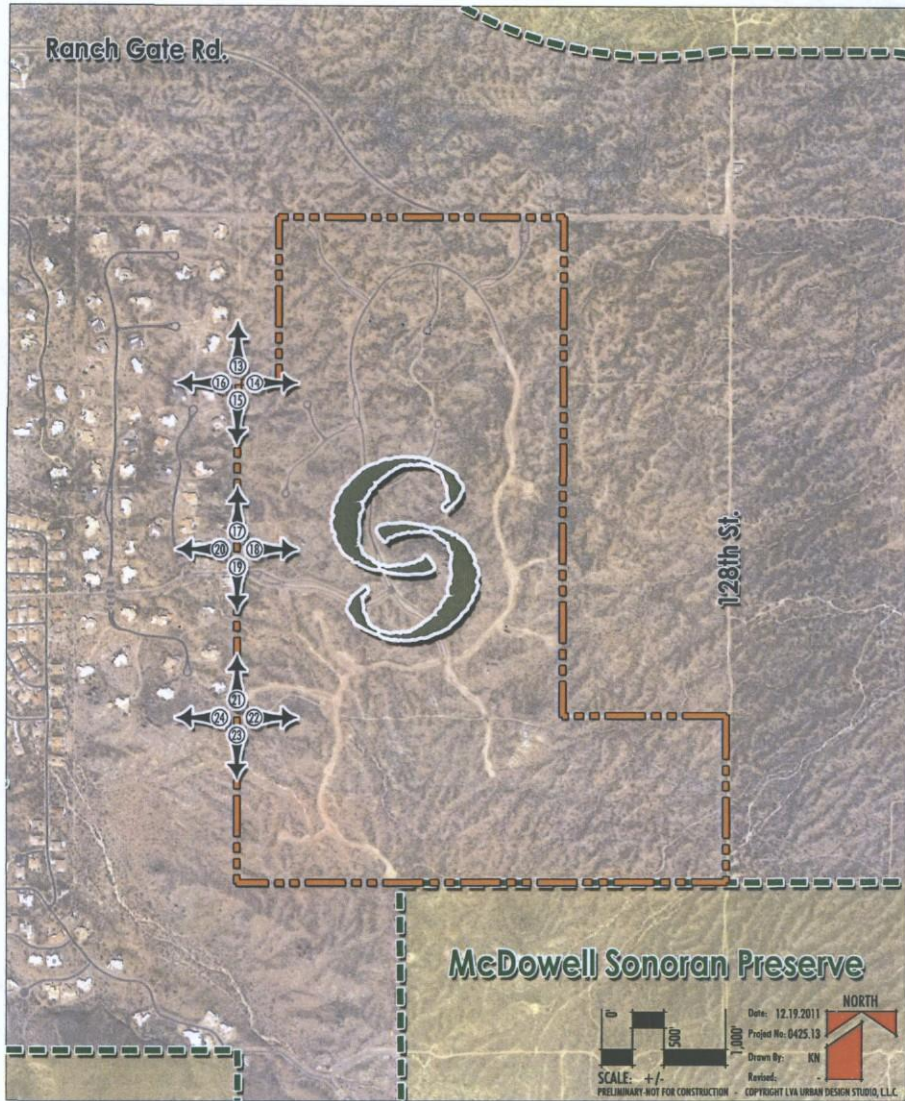 Ranch Gate Rd.
13
16 14
15
17
20 18
19
128th St.
21
24 22
23
McDowell Sonoran Preserve
0'
500'
1,000'
SCALE: +/-
Date: 12.19.2011
Project No: 0425.13
Drawn By: KN
Revised: -
NORTH
PRELIMINARY-NOT FOR CONSTRUCTION - COPYRIGHT LVA URBAN DESIGN STUDIO, L.L.C.